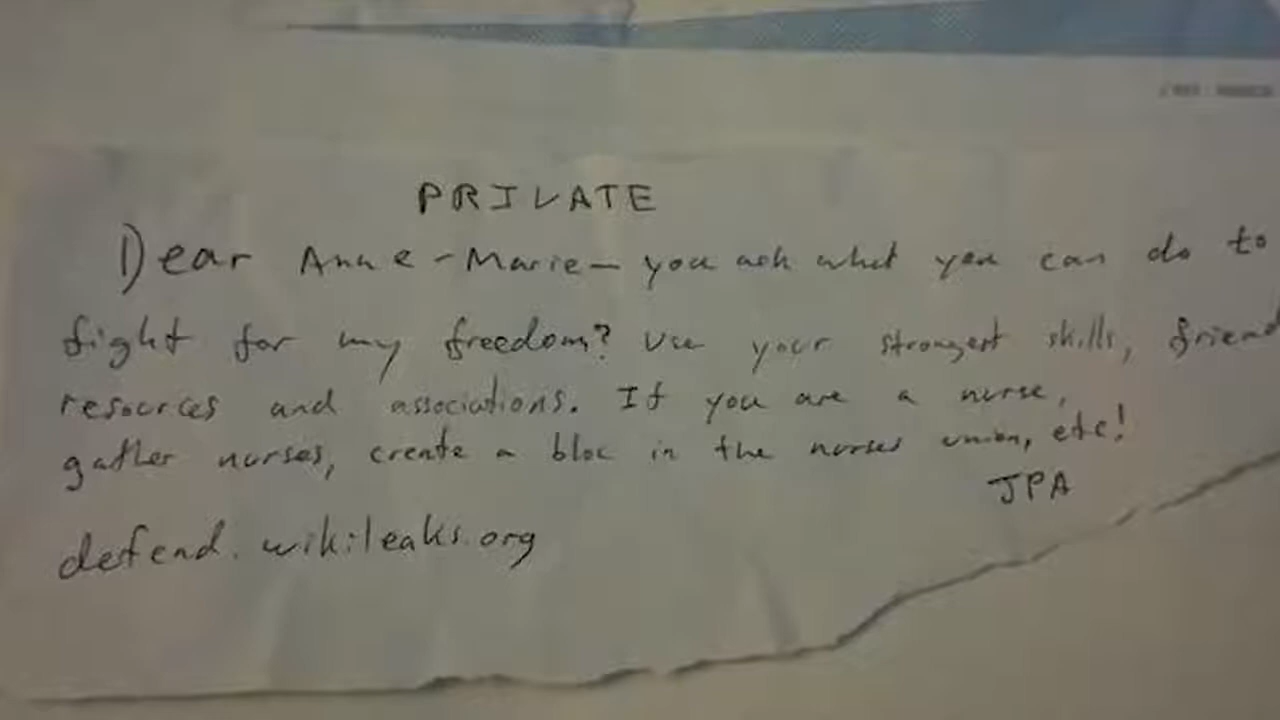 PRIVATE
Dear Anne-Marie— you ask what you can do to
fight for my freedom? Use your strongest skills, friend
resources and associations. If you are a nurse,
gather nurses, create a bloc in the nurses union, etc!
JPA
defend.wikileaks.org